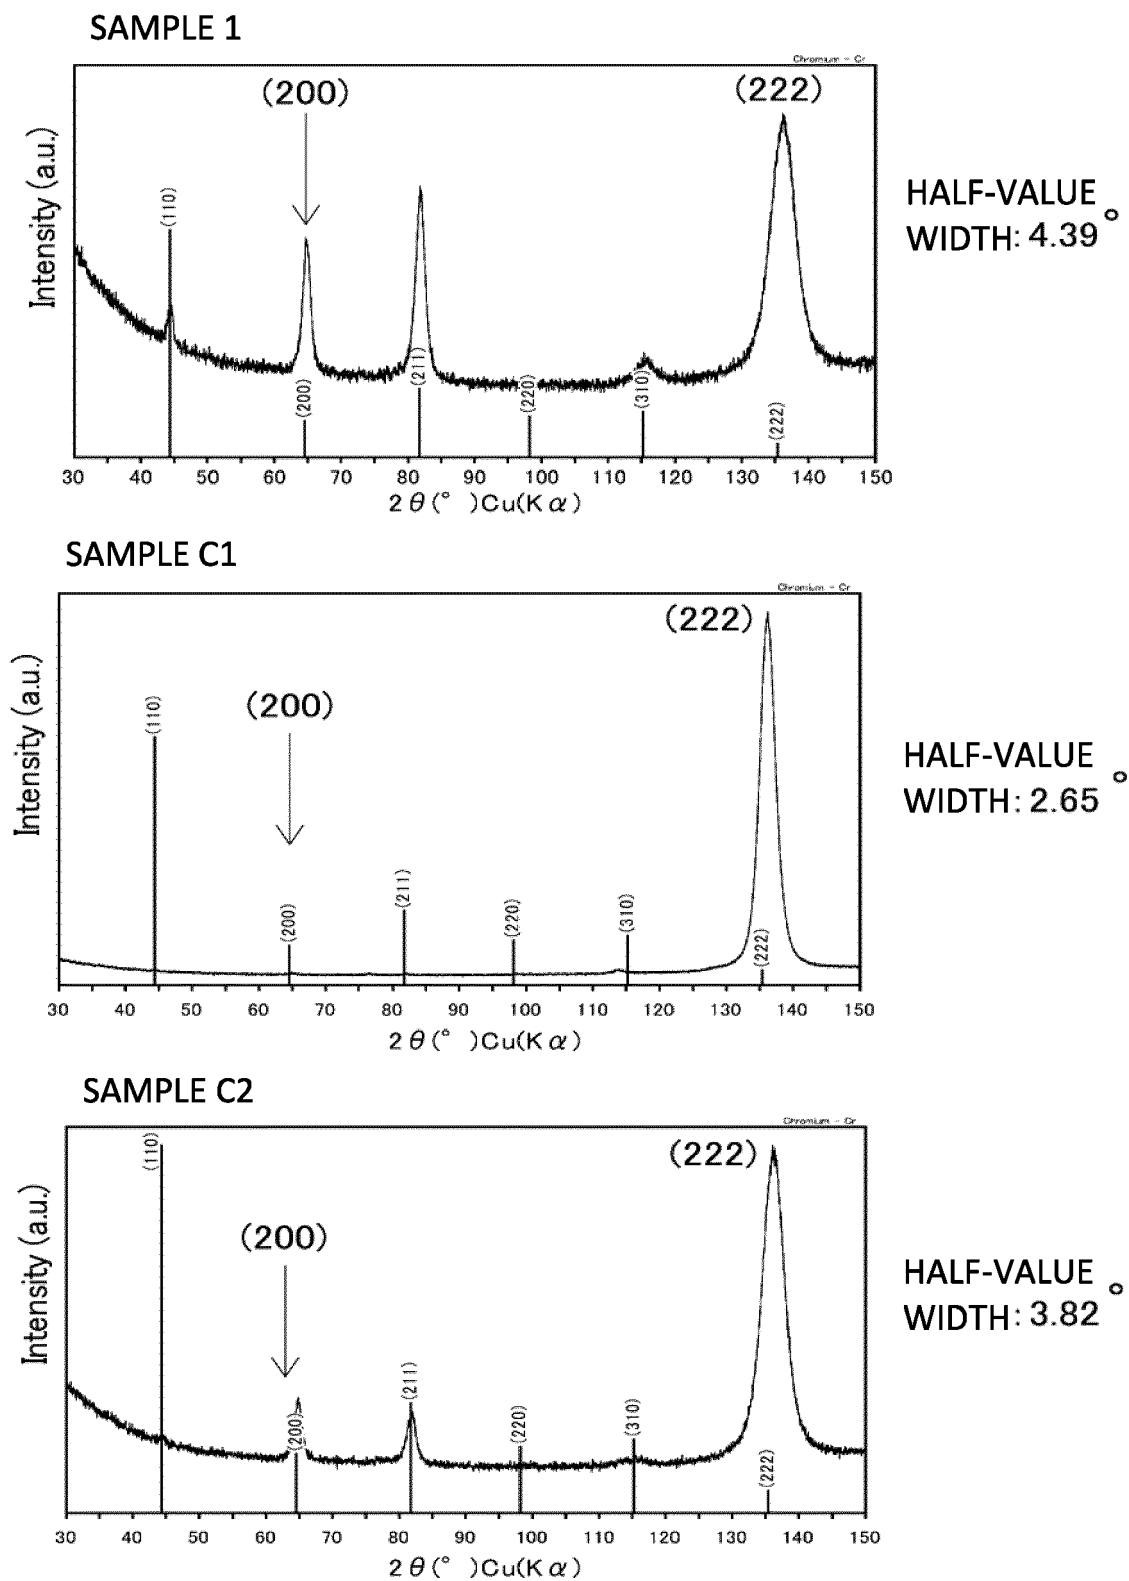 SAMPLE 1
Chromium - Cr
(200)
(222)
Intensity (a.u.)
(110)
(200)
(211)
(220)
(310)
(222)
30 40 50 60 70 80 90 100 110 120 130 140 150
2θ(° )Cu(Kα)
HALF-VALUE
WIDTH: 4.39°
SAMPLE C1
Chromium - Cr
(222)
(200)
Intensity (a.u.)
(110)
(200)
(211)
(220)
(310)
(222)
30 40 50 60 70 80 90 100 110 120 130 140 150
2θ(° )Cu(Kα)
HALF-VALUE
WIDTH: 2.65°
SAMPLE C2
Chromium - Cr
(222)
(200)
Intensity (a.u.)
(110)
(200)
(211)
(220)
(310)
(222)
30 40 50 60 70 80 90 100 110 120 130 140 150
2θ(° )Cu(Kα)
HALF-VALUE
WIDTH: 3.82°